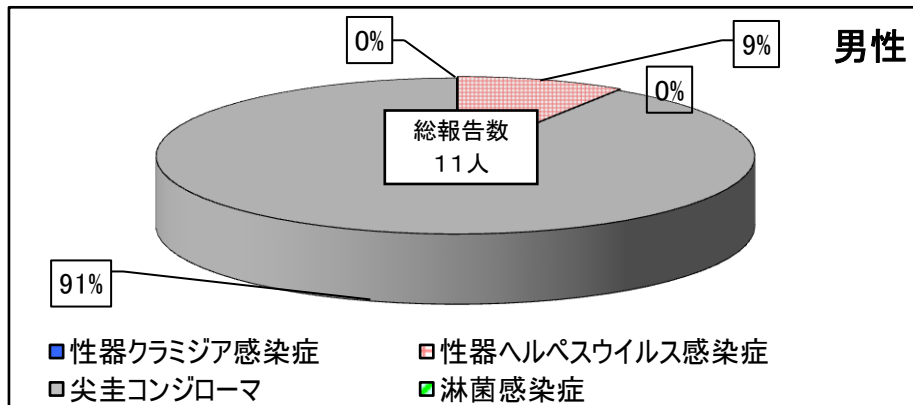 男性
0%
9%
0%
総報告数
11人
91%
性器クラミジア感染症
性器ヘルペスウイルス感染症
尖圭コンジローマ
淋菌感染症